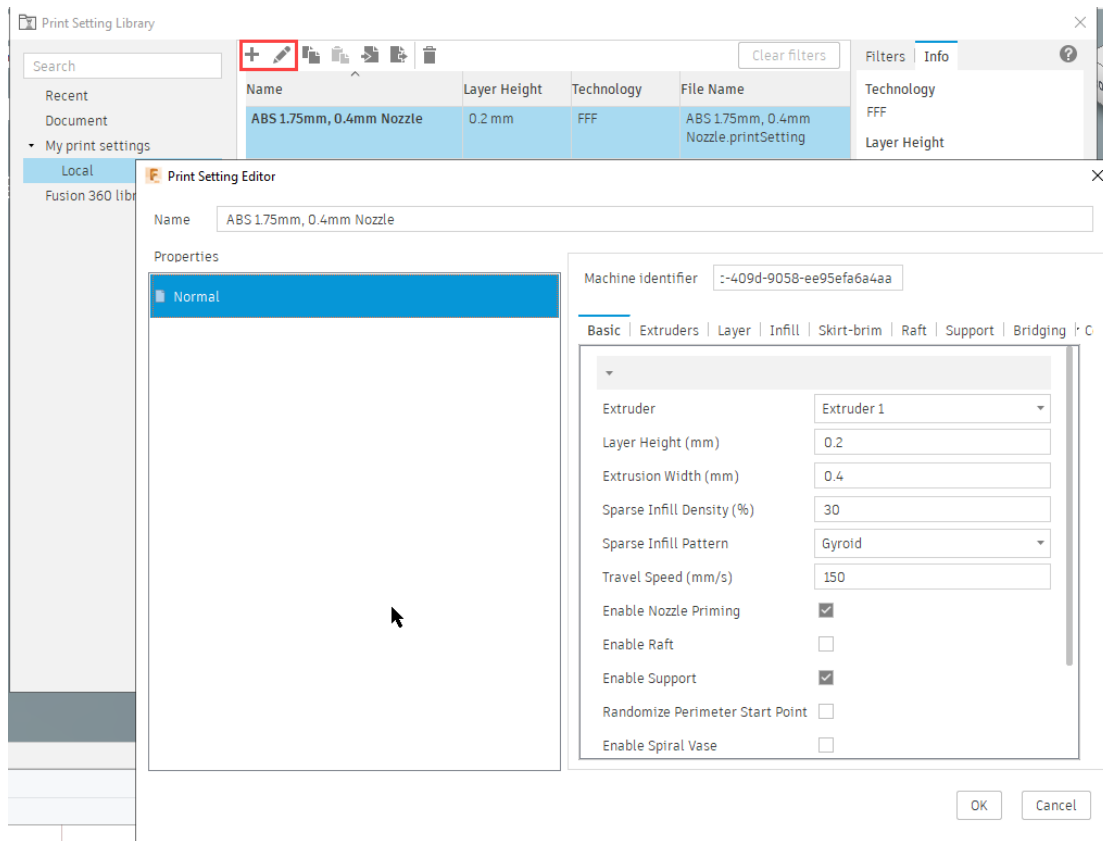 Print Setting Library
Search
Clear filters
Filters
Info
Recent
Document
My print settings
Local
Fusion 360 libr
Name
Layer Height
Technology
File Name
ABS 1.75mm, 0.4mm Nozzle
0.2 mm
FFF
ABS 1.75mm, 0.4mm
Nozzle.printSetting
Technology
FFF
Layer Height
Print Setting Editor
Name
ABS 1.75mm, 0.4mm Nozzle
Properties
Normal
Machine identifier
:-409d-9058-ee95efa6a4aa
Basic
Extruders
Layer
Infill
Skirt-brim
Raft
Support
Bridging
C
Extruder
Extruder 1
Layer Height (mm)
0.2
Extrusion Width (mm)
0.4
Sparse Infill Density (%)
30
Sparse Infill Pattern
Gyroid
Travel Speed (mm/s)
150
Enable Nozzle Priming
Enable Raft
Enable Support
Randomize Perimeter Start Point
Enable Spiral Vase
OK
Cancel